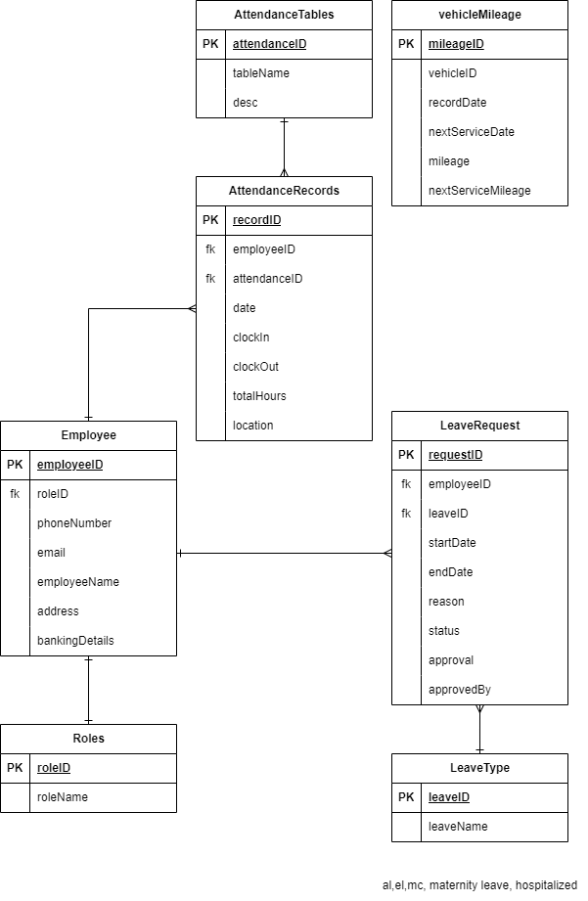 AttendanceTables
PK attendanceID
tableName
desc
vehicleMileage
PK mileageID
vehicleID
recordDate
nextServiceDate
mileage
nextServiceMileage
AttendanceRecords
PK recordID
fk employeeID
fk attendanceID
date
clockIn
clockOut
totalHours
location
Employee
PK employeeID
fk roleID
phoneNumber
email
employeeName
address
bankingDetails
LeaveRequest
PK requestID
fk employeeID
fk leaveID
startDate
endDate
reason
status
approval
approvedBy
Roles
PK roleID
roleName
LeaveType
PK leaveID
leaveName
al,el,mc, maternity leave, hospitalized